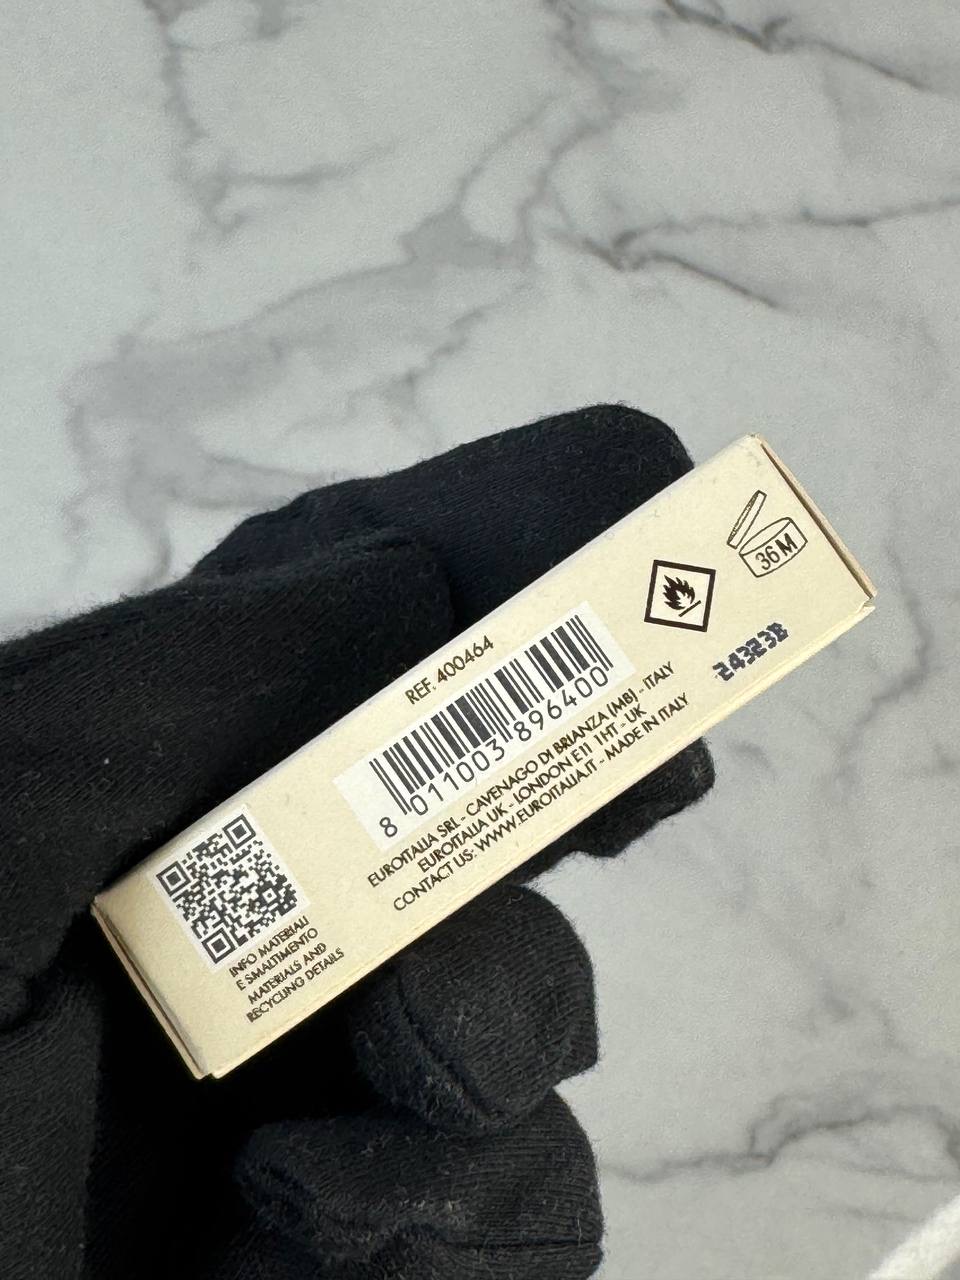 36 M
24323B
REF. 400464
8 011003 896400
EUROITALIA SRL - CAVENAGO DI BRIANZA (MB) - ITALY
EUROITALIA UK - LONDON E11 1HT - UK
CONTACT US: WWW.EUROITALIA.IT - MADE IN ITALY
INFO MATERIALI
E SMALTIMENTO
MATERIALS AND
RECYCLING DETAILS